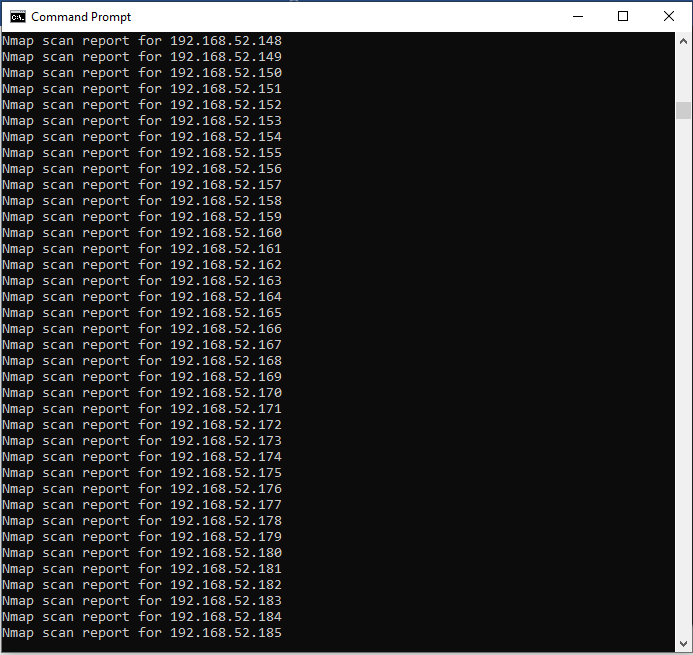 Command Prompt
Nmap scan report for 192.168.52.148
Nmap scan report for 192.168.52.149
Nmap scan report for 192.168.52.150
Nmap scan report for 192.168.52.151
Nmap scan report for 192.168.52.152
Nmap scan report for 192.168.52.153
Nmap scan report for 192.168.52.154
Nmap scan report for 192.168.52.155
Nmap scan report for 192.168.52.156
Nmap scan report for 192.168.52.157
Nmap scan report for 192.168.52.158
Nmap scan report for 192.168.52.159
Nmap scan report for 192.168.52.160
Nmap scan report for 192.168.52.161
Nmap scan report for 192.168.52.162
Nmap scan report for 192.168.52.163
Nmap scan report for 192.168.52.164
Nmap scan report for 192.168.52.165
Nmap scan report for 192.168.52.166
Nmap scan report for 192.168.52.167
Nmap scan report for 192.168.52.168
Nmap scan report for 192.168.52.169
Nmap scan report for 192.168.52.170
Nmap scan report for 192.168.52.171
Nmap scan report for 192.168.52.172
Nmap scan report for 192.168.52.173
Nmap scan report for 192.168.52.174
Nmap scan report for 192.168.52.175
Nmap scan report for 192.168.52.176
Nmap scan report for 192.168.52.177
Nmap scan report for 192.168.52.178
Nmap scan report for 192.168.52.179
Nmap scan report for 192.168.52.180
Nmap scan report for 192.168.52.181
Nmap scan report for 192.168.52.182
Nmap scan report for 192.168.52.183
Nmap scan report for 192.168.52.184
Nmap scan report for 192.168.52.185